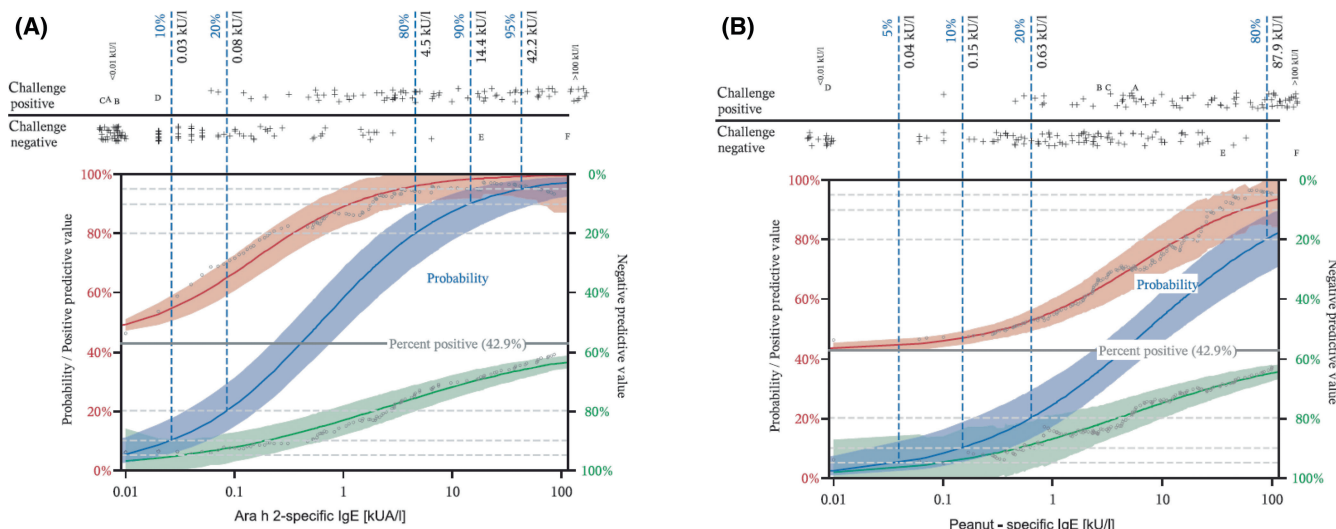 (A)
10%
0.03 kU/l
20%
0.08 kU/l
80%
4.5 kU/l
90%
14.4 kU/l
95%
42.2 kU/l
<0.01 kU/l
>100 kU/l
Challenge
positive
C A B
D
Challenge
negative
E
F
100%
80%
60%
40%
20%
0%
Probability / Positive predictive value
0%
20%
40%
60%
80%
100%
Negative predictive value
Probability
Percent positive (42.9%)
0.01
0.1
1
10
100
Ara h 2-specific IgE [kUA/l]
(B)
5%
0.04 kU/l
10%
0.15 kU/l
20%
0.63 kU/l
80%
87.9 kU/l
<0.01 kU/l
>100 kU/l
Challenge
positive
D
B C
A
Challenge
negative
E
F
100%
80%
60%
40%
20%
0%
Probability / Positive predictive value
0%
20%
40%
60%
80%
100%
Negative predictive value
Probability
Percent positive (42.9%)
0.01
0.1
1
10
100
Peanut - specific IgE [kU/l]